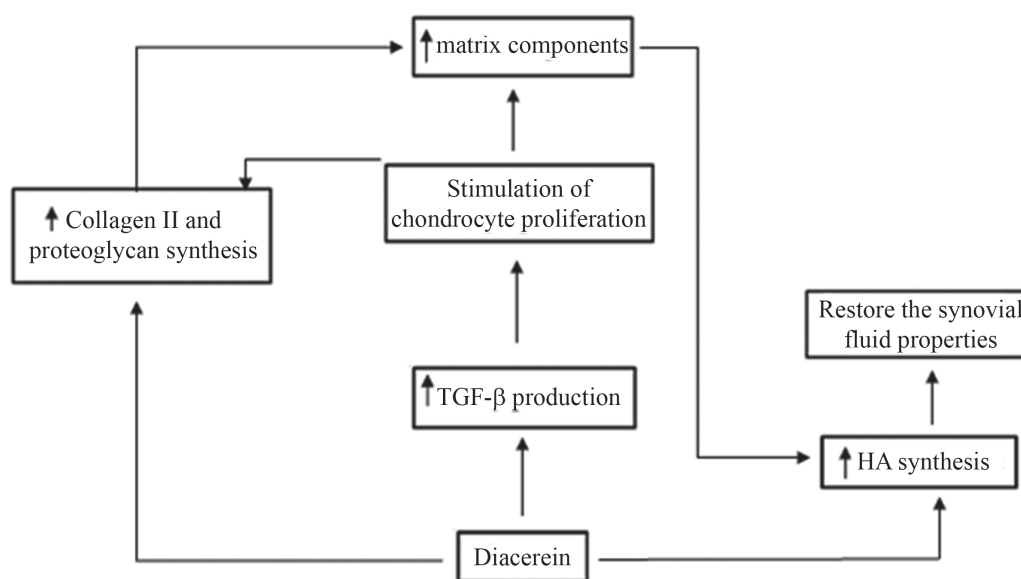 matrix components
Stimulation of
chondrocyte proliferation
Collagen II and
proteoglycan synthesis
Restore the synovial
fluid properties
TGF-β production
HA synthesis
Diacerein